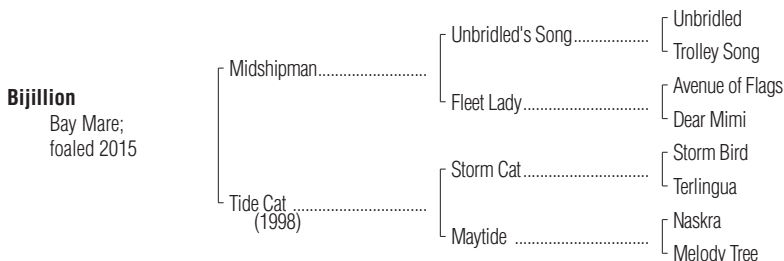 Bijillion
Bay Mare;
foaled 2015
Midshipman
Tide Cat
(1998)
Unbridled's Song
Fleet Lady
Storm Cat
Maytide
Unbridled
Trolley Song
Avenue of Flags
Dear Mimi
Storm Bird
Terlingua
Naskra
Melody Tree